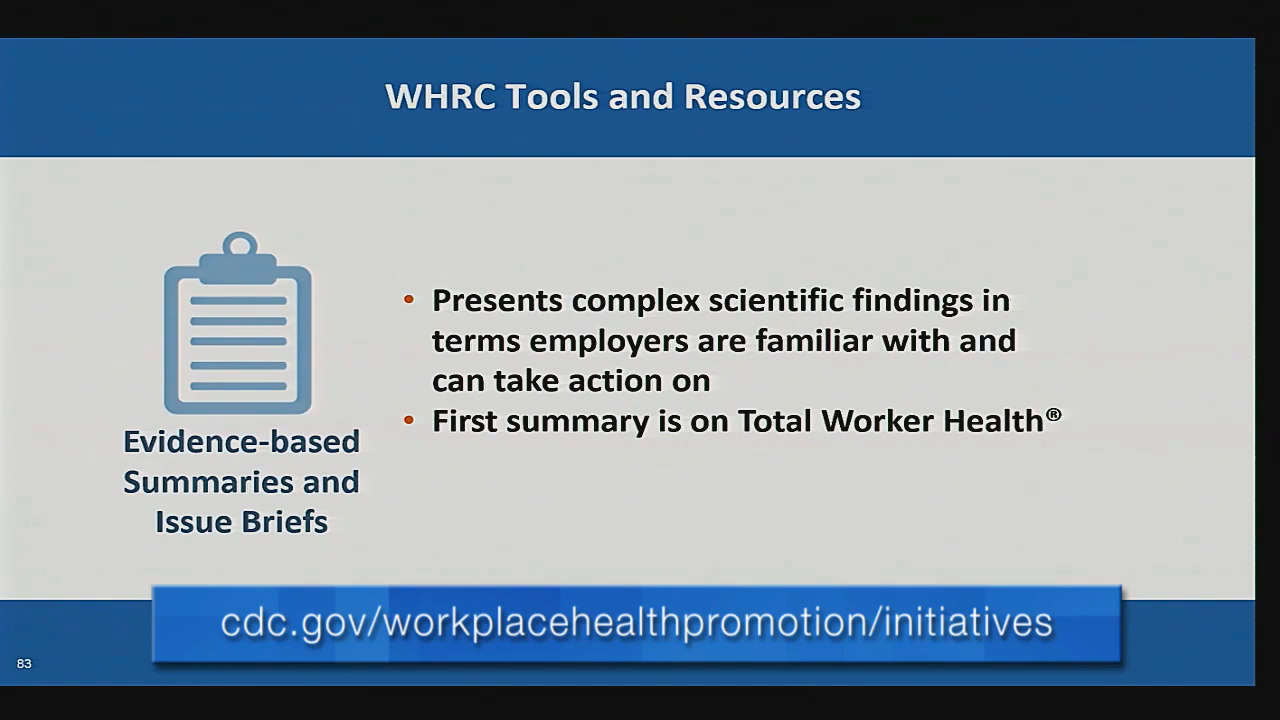 WHRC Tools and Resources
• Presents complex scientific findings in
terms employers are familiar with and
can take action on
• First summary is on Total Worker Health®
Evidence-based
Summaries and
Issue Briefs
cdc.gov/workplacehealthpromotion/initiatives
83